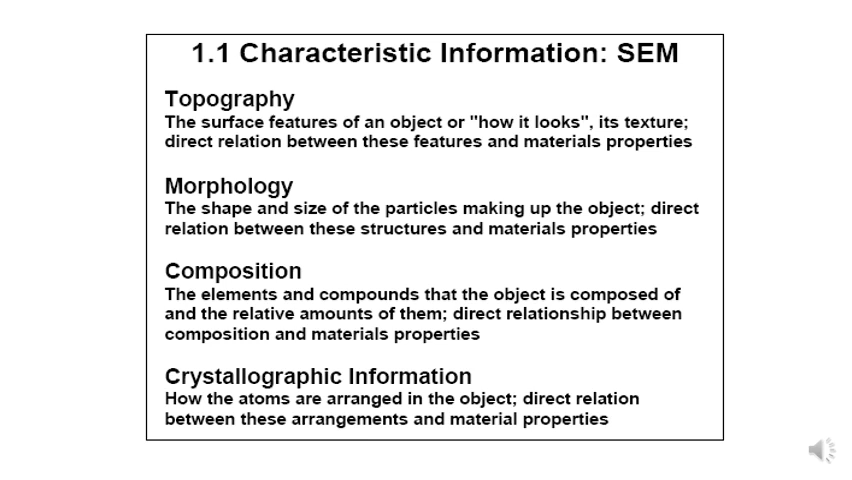 1.1 Characteristic Information: SEM
Topography
The surface features of an object or "how it looks", its texture;
direct relation between these features and materials properties
Morphology
The shape and size of the particles making up the object; direct
relation between these structures and materials properties
Composition
The elements and compounds that the object is composed of
and the relative amounts of them; direct relationship between
composition and materials properties
Crystallographic Information
How the atoms are arranged in the object; direct relation
between these arrangements and material properties